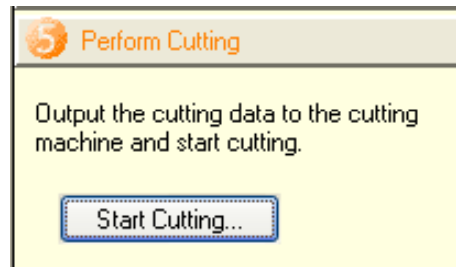 5 Perform Cutting
Output the cutting data to the cutting
machine and start cutting.
Start Cutting...